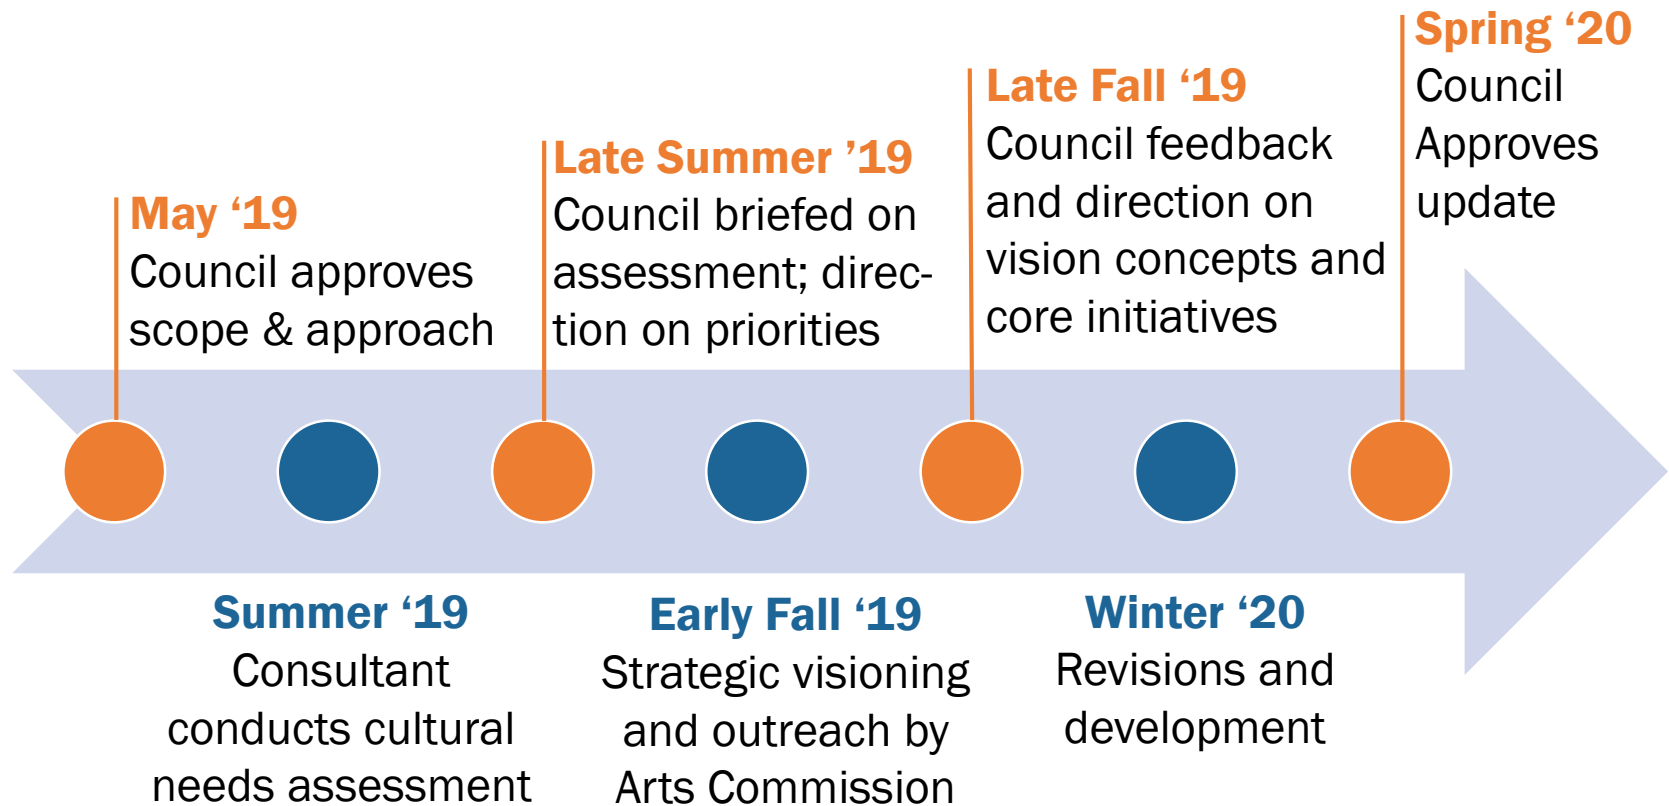 May ‘19
Council approves
scope & approach
Summer ‘19
Consultant
conducts cultural
needs assessment
Late Summer ’19
Council briefed on
assessment; direc-
tion on priorities
Early Fall ‘19
Strategic visioning
and outreach by
Arts Commission
Late Fall ‘19
Council feedback
and direction on
vision concepts and
core initiatives
Winter ‘20
Revisions and
development
Spring ‘20
Council
Approves
update